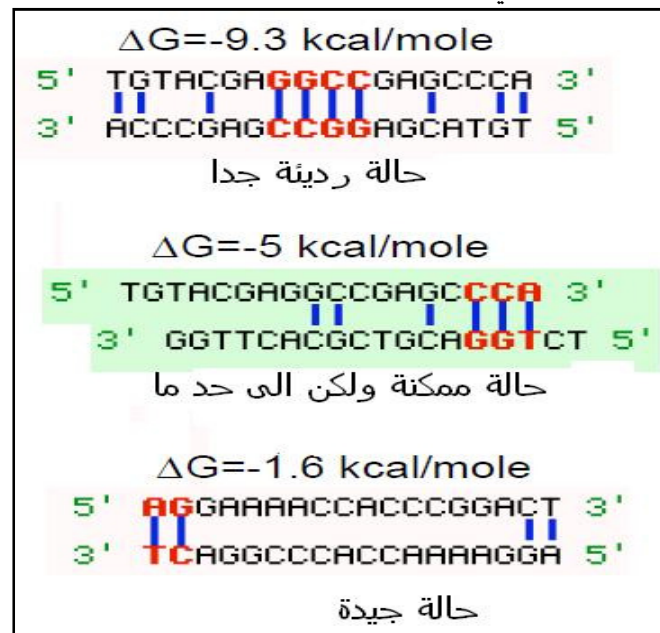 ΔG=-9.3 kcal/mole
5' TGTACGAGGCCGAGCCCA 3'
3' ACCCGAGCCGGAGCATGT 5'
حالة رديئة جدا
ΔG=-5 kcal/mole
5' TGTACGAGGCCGAGCCCA 3'
3' GGTTCACGCTGCAGGTCT 5'
حالة ممكنة ولكن الى حد ما
ΔG=-1.6 kcal/mole
5' AGGAAAACCACCCGGACT 3'
3' TCAGGCCCACCAAAAGGA 5'
حالة جيدة